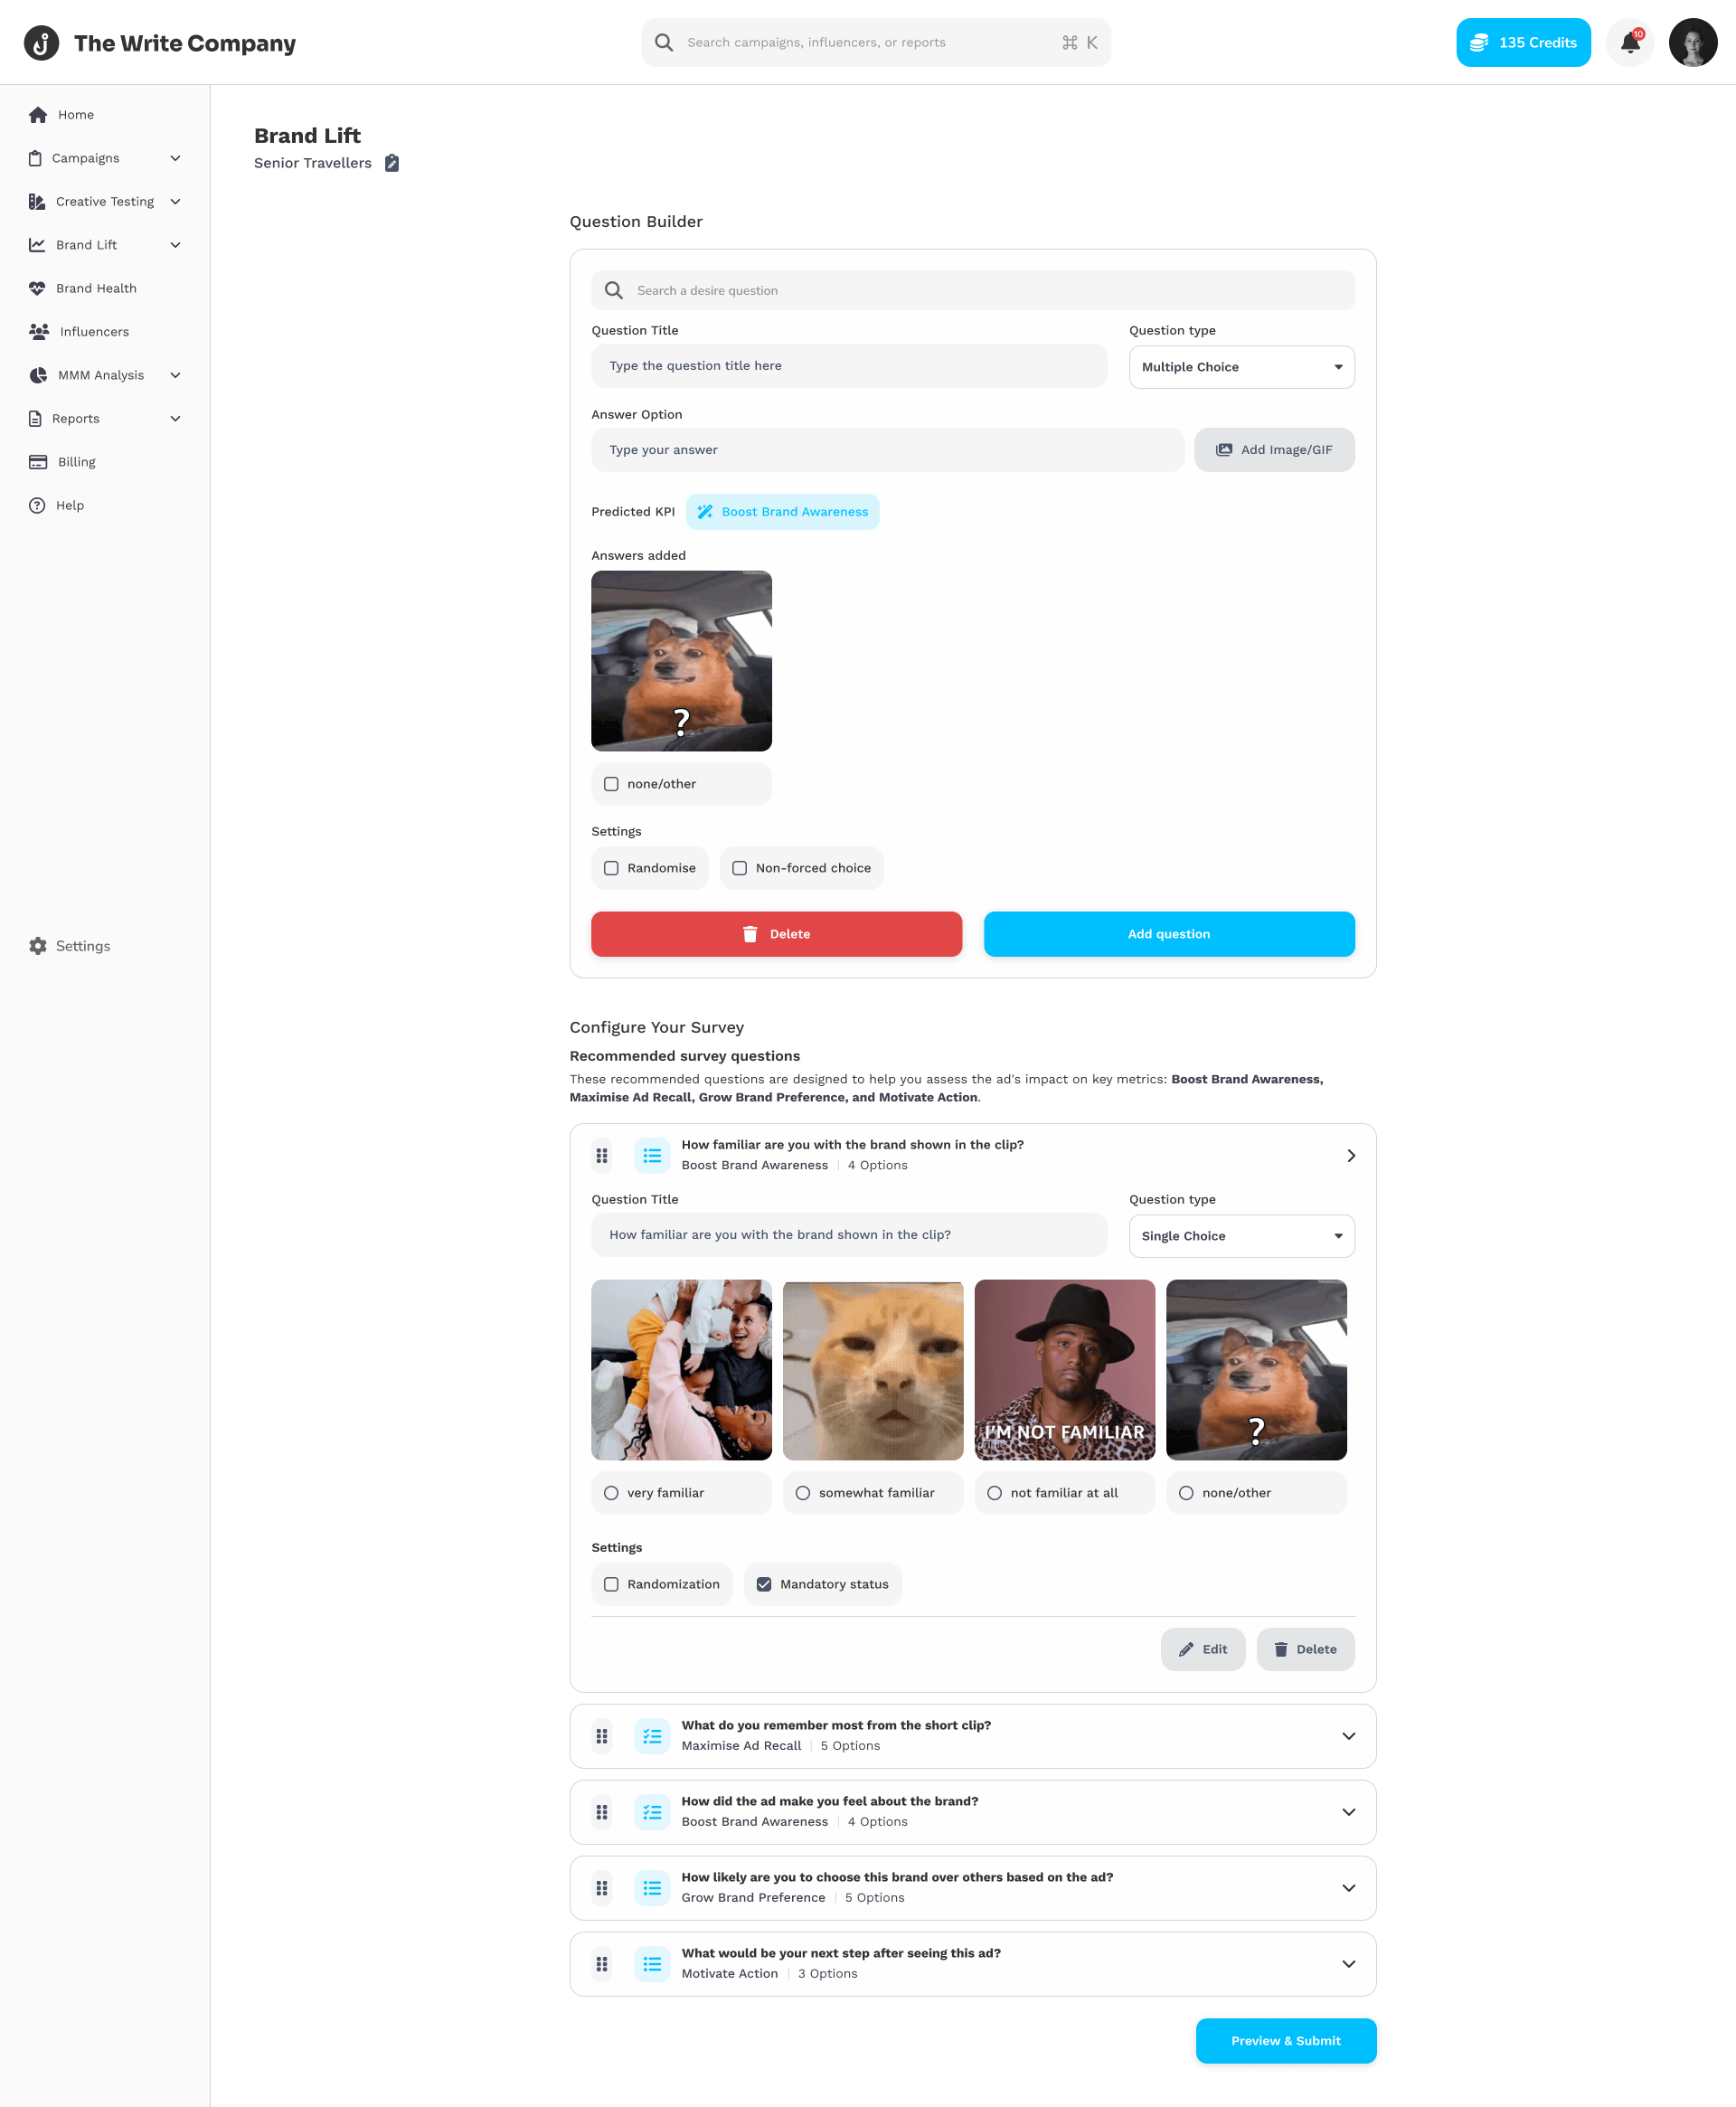 The Write Company
Search campaigns, influencers, or reports
⌘ K
135 Credits
10
Home
Campaigns
Creative Testing
Brand Lift
Brand Health
Influencers
MMM Analysis
Reports
Billing
Help
Settings
Brand Lift
Senior Travellers
Question Builder
Search a desire question
Question Title
Question type
Type the question title here
Multiple Choice
Answer Option
Type your answer
Add Image/GIF
Predicted KPI
Boost Brand Awareness
Answers added
?
none/other
Settings
Randomise
Non-forced choice
Delete
Add question
Configure Your Survey
Recommended survey questions
These recommended questions are designed to help you assess the ad's impact on key metrics: Boost Brand Awareness,
Maximise Ad Recall, Grow Brand Preference, and Motivate Action.
How familiar are you with the brand shown in the clip?
Boost Brand Awareness | 4 Options
Question Title
Question type
How familiar are you with the brand shown in the clip?
Single Choice
I'M NOT FAMILIAR
?
very familiar
somewhat familiar
not familiar at all
none/other
Settings
Randomization
Mandatory status
Edit
Delete
What do you remember most from the short clip?
Maximise Ad Recall | 5 Options
How did the ad make you feel about the brand?
Boost Brand Awareness | 4 Options
How likely are you to choose this brand over others based on the ad?
Grow Brand Preference | 5 Options
What would be your next step after seeing this ad?
Motivate Action | 3 Options
Preview & Submit